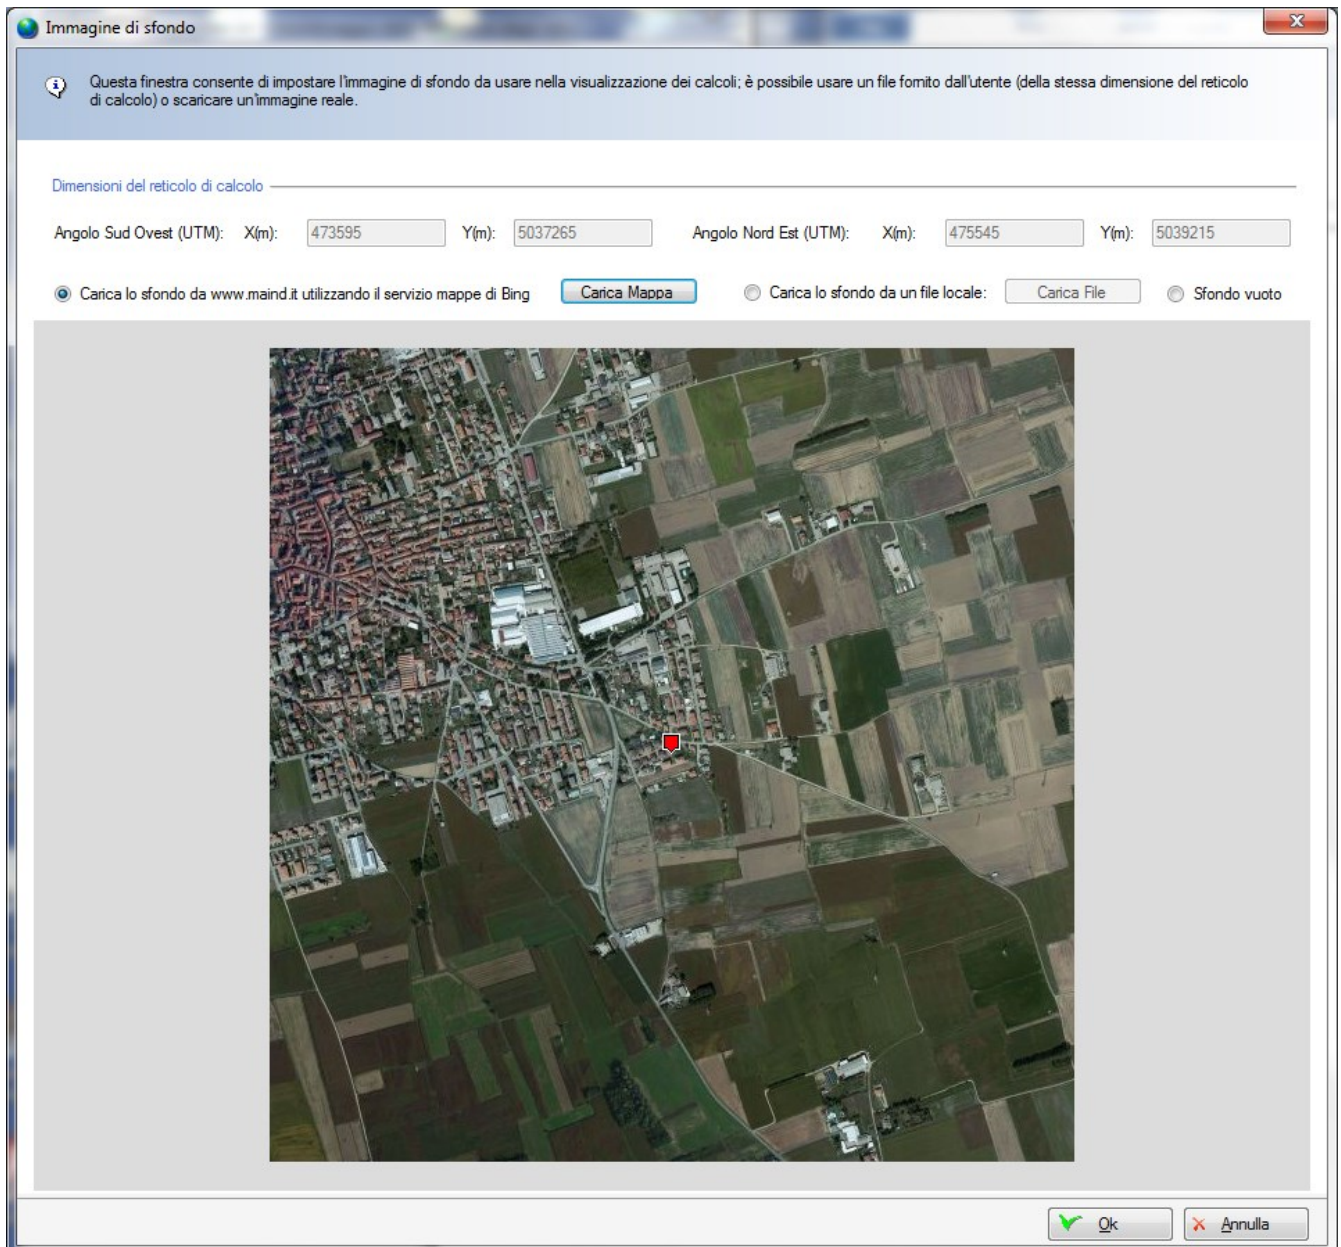 Immagine di sfondo
Questa finestra consente di impostare l'immagine di sfondo da usare nella visualizzazione dei calcoli; è possibile usare un file fornito dall'utente (della stessa dimensione del reticolo
di calcolo) o scaricare un'immagine reale.
Dimensioni del reticolo di calcolo
Angolo Sud Ovest (UTM): X(m): 473595 Y(m): 5037265 Angolo Nord Est (UTM): X(m): 475545 Y(m): 5039215
Carica lo sfondo da www.maind.it utilizzando il servizio mappe di Bing Carica Mappa Carica lo sfondo da un file locale: Carica File Sfondo vuoto
Ok Annulla